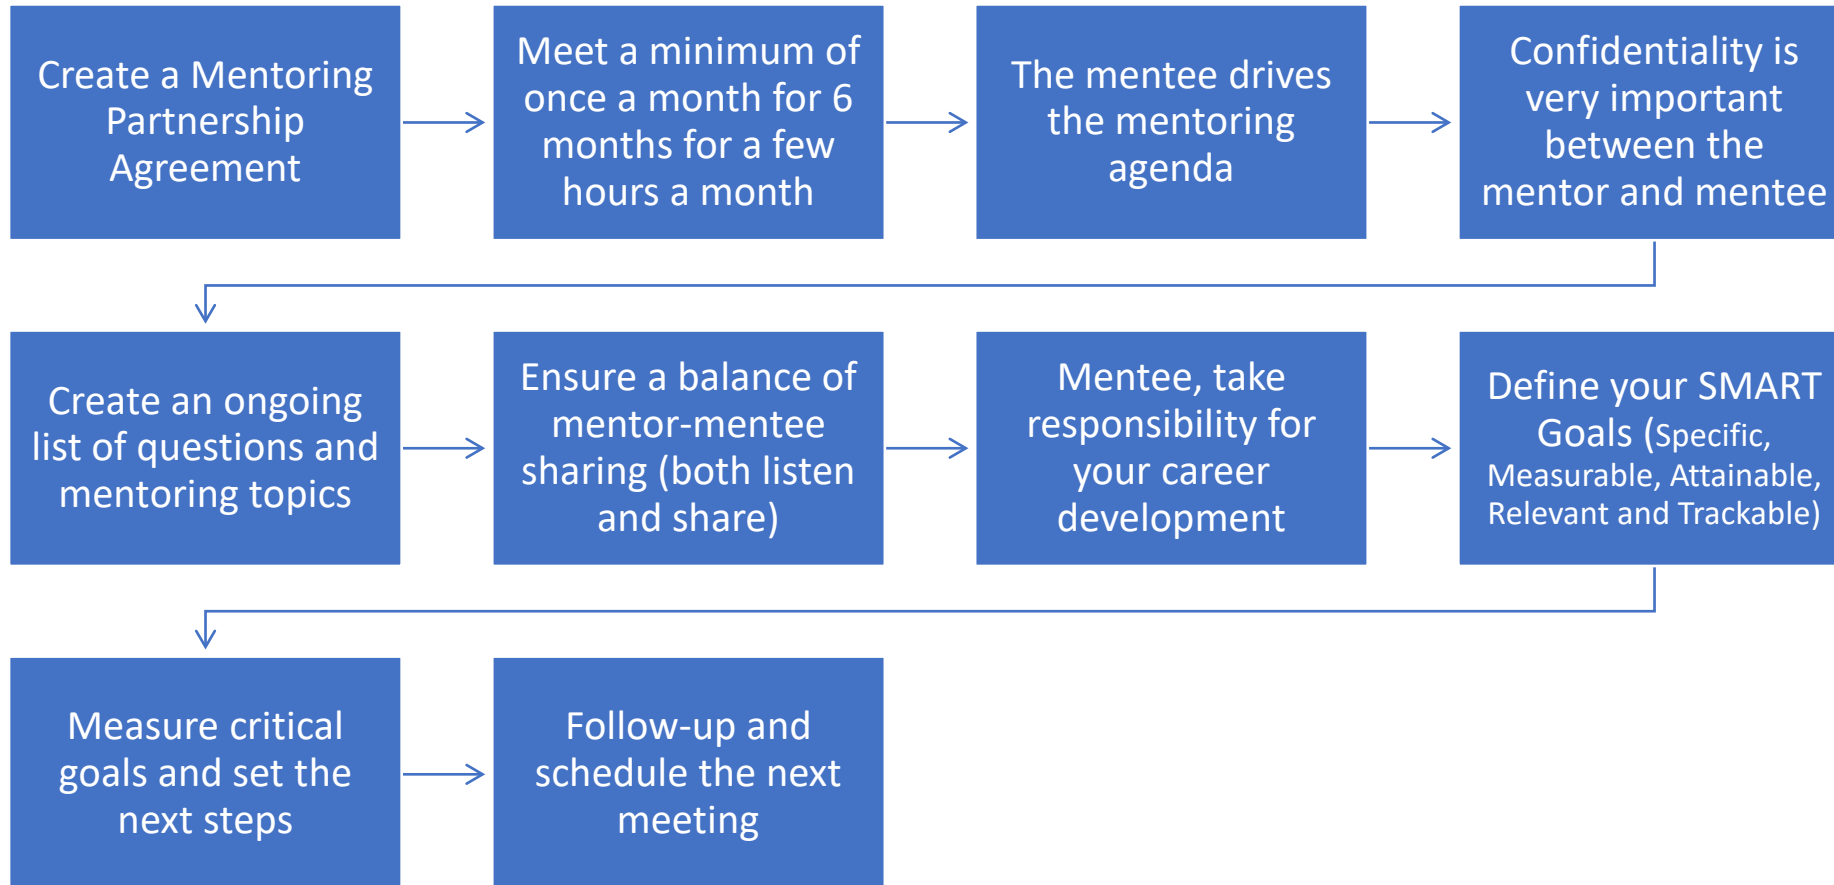 Create a Mentoring
Partnership
Agreement
Meet a minimum of
once a month for 6
months for a few
hours a month
The mentee drives
the mentoring
agenda
Confidentiality is
very important
between the
mentor and mentee
Create an ongoing
list of questions and
mentoring topics
Ensure a balance of
mentor-mentee
sharing (both listen
and share)
Mentee, take
responsibility for
your career
development
Define your SMART
Goals (Specific,
Measurable, Attainable,
Relevant and Trackable)
Measure critical
goals and set the
next steps
Follow-up and
schedule the next
meeting